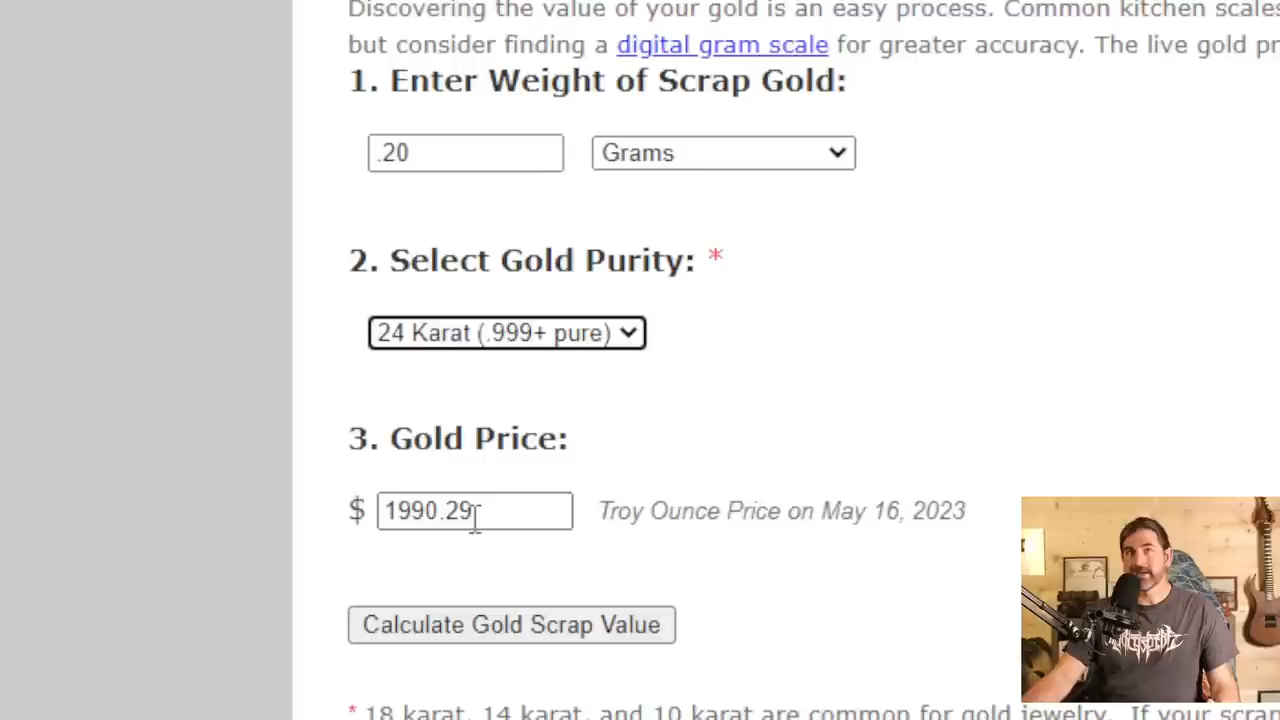 Discovering the value of your gold is an easy process. Common kitchen scales
but consider finding a digital gram scale for greater accuracy. The live gold pr
1. Enter Weight of Scrap Gold:
.20 Grams
2. Select Gold Purity: *
24 Karat (.999+ pure)
3. Gold Price:
$ 1990.29 Troy Ounce Price on May 16, 2023
Calculate Gold Scrap Value
* 18 karat, 14 karat, and 10 karat are common for gold jewelry. If your scrap